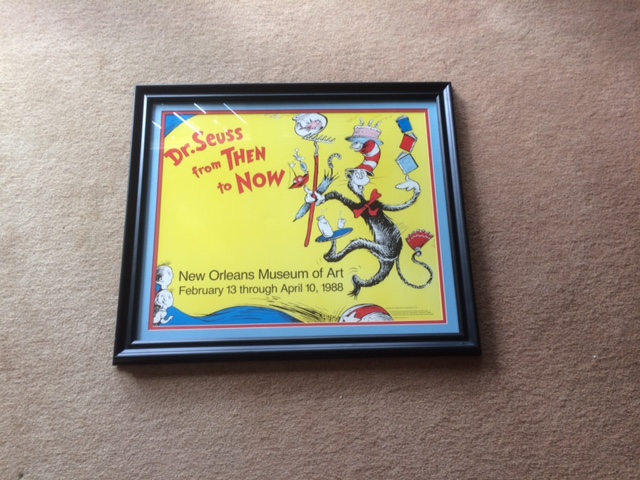 Dr. Seuss
from THEN
to NOW
New Orleans Museum of Art
February 13 through April 10, 1988